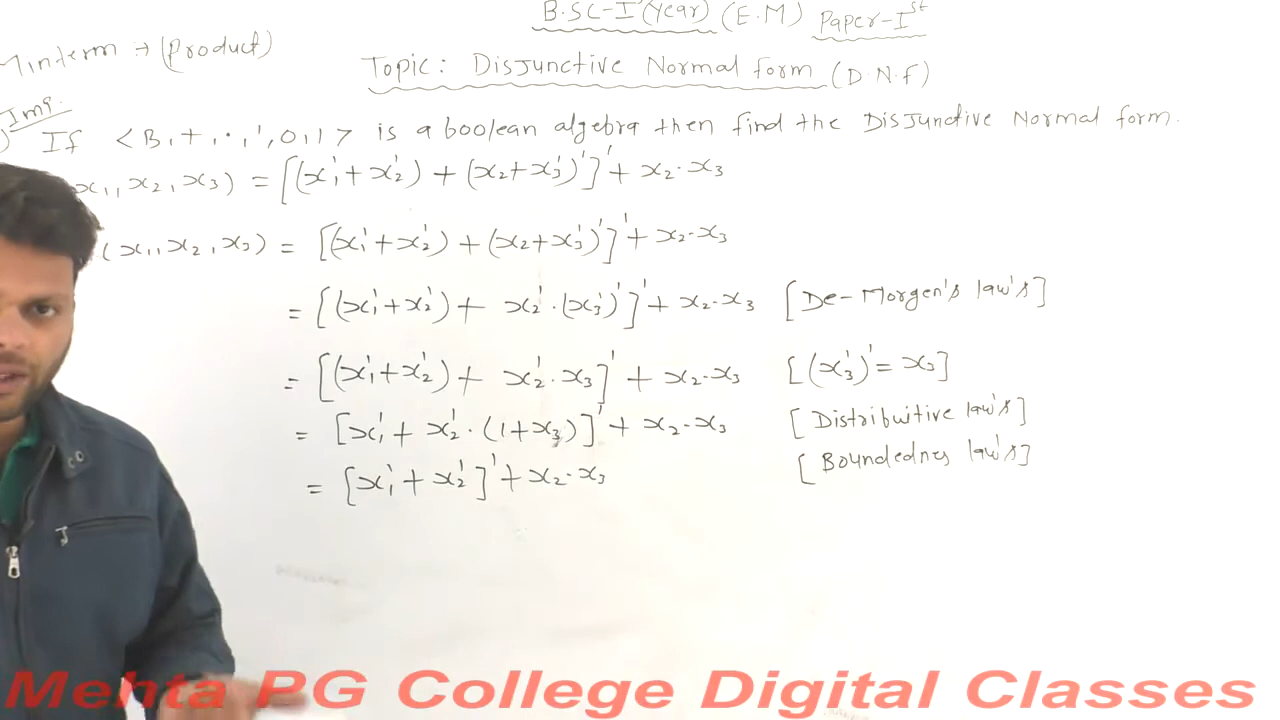 B.SC-I (Year) (E.M) Paper-Iˢᵗ
Minterm → (Product)
Topic: Disjunctive Normal form (D.N.F)
Imp.
) If <B, +, ·, ', 0, 1> is a boolean algebra then find the Disjunctive Normal form.
x₁, x₂, x₃) = [(x₁' + x₂') + (x₂ + x₃')']' + x₂·x₃
(x₁, x₂, x₃) = [(x₁' + x₂') + (x₂ + x₃')']' + x₂·x₃
= [(x₁' + x₂') + x₂'·(x₃')']' + x₂·x₃ [De-Morgen's law's]
= [(x₁' + x₂') + x₂'·x₃]' + x₂·x₃ [(x₃')' = x₃]
= [x₁' + x₂'·(1+x₃)]' + x₂·x₃ [Distribuitive law's]
= [x₁' + x₂']' + x₂·x₃ [Boundednes law's]
Mehta PG College Digital Classes